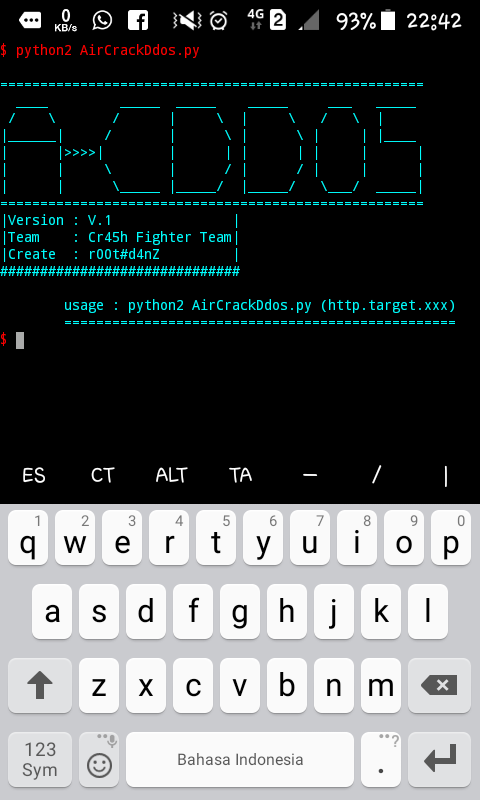 0 KB/s 4G 2 93% 22:42
$ python2 AirCrackDdos.py
A>>>>CDDOS
|Version : V.1 |
|Team : Cr45h Fighter Team|
|Create : r00t#d4nZ |
##############################
usage : python2 AirCrackDdos.py (http.target.xxx)
$
ES CT ALT TA – / |
1 2 3 4 5 6 7 8 9 0
q w e r t y u i o p
a s d f g h j k l
z x c v b n m
123 Sym Bahasa Indonesia . ?